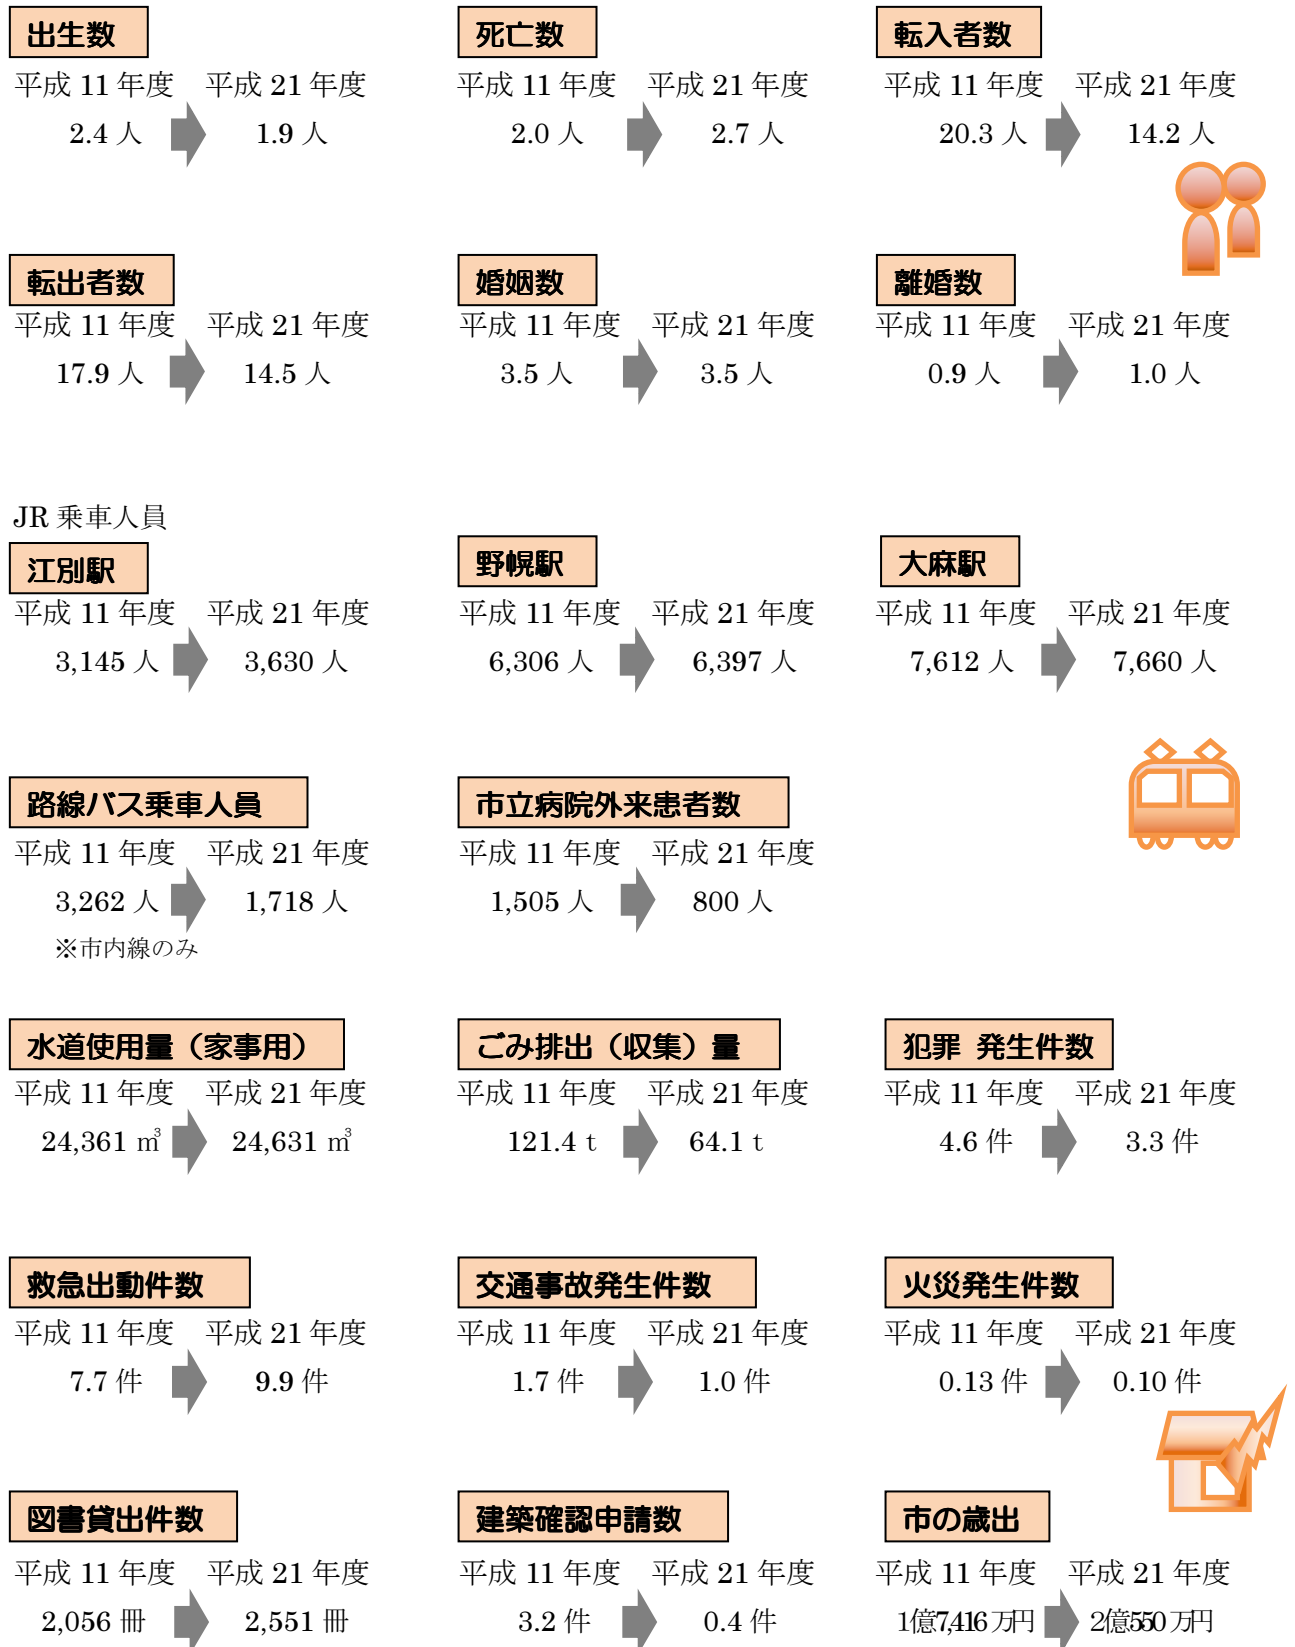 出生数 死亡数 転入者数
平成 11 年度 平成 21 年度 平成 11 年度 平成 21 年度 平成 11 年度 平成 21 年度
2.4 人 1.9 人 2.0 人 2.7 人 20.3 人 14.2 人
転出者数 婚姻数 離婚数
平成 11 年度 平成 21 年度 平成 11 年度 平成 21 年度 平成 11 年度 平成 21 年度
17.9 人 14.5 人 3.5 人 3.5 人 0.9 人 1.0 人
JR 乗車人員
江別駅 野幌駅 大麻駅
平成 11 年度 平成 21 年度 平成 11 年度 平成 21 年度 平成 11 年度 平成 21 年度
3,145 人 3,630 人 6,306 人 6,397 人 7,612 人 7,660 人
路線バス乗車人員 市立病院外来患者数
平成 11 年度 平成 21 年度 平成 11 年度 平成 21 年度
3,262 人 1,718 人 1,505 人 800 人
※市内線のみ
水道使用量（家事用） ごみ排出（収集）量 犯罪 発生件数
平成 11 年度 平成 21 年度 平成 11 年度 平成 21 年度 平成 11 年度 平成 21 年度
24,361 ㎥ 24,631 ㎥ 121.4 t 64.1 t 4.6 件 3.3 件
救急出動件数 交通事故発生件数 火災発生件数
平成 11 年度 平成 21 年度 平成 11 年度 平成 21 年度 平成 11 年度 平成 21 年度
7.7 件 9.9 件 1.7 件 1.0 件 0.13 件 0.10 件
図書貸出件数 建築確認申請数 市の歳出
平成 11 年度 平成 21 年度 平成 11 年度 平成 21 年度 平成 11 年度 平成 21 年度
2,056 冊 2,551 冊 3.2 件 0.4 件 1億7,416万円 2億550万円